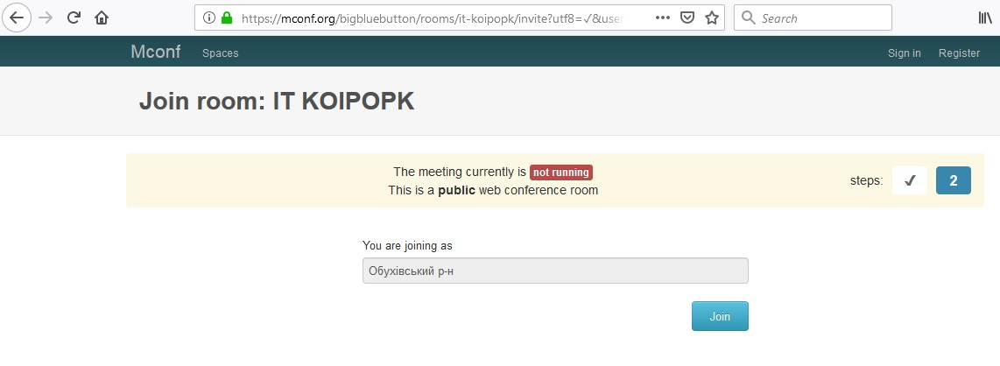 https://mconf.org/bigbluebutton/rooms/it-koipopk/invite?utf8=✓&use
Search
Mconf Spaces Sign in Register
Join room: IT KOIPOPK
The meeting currently is not running
This is a public web conference room
steps: ✓ 2
You are joining as
Обухівський р-н
Join